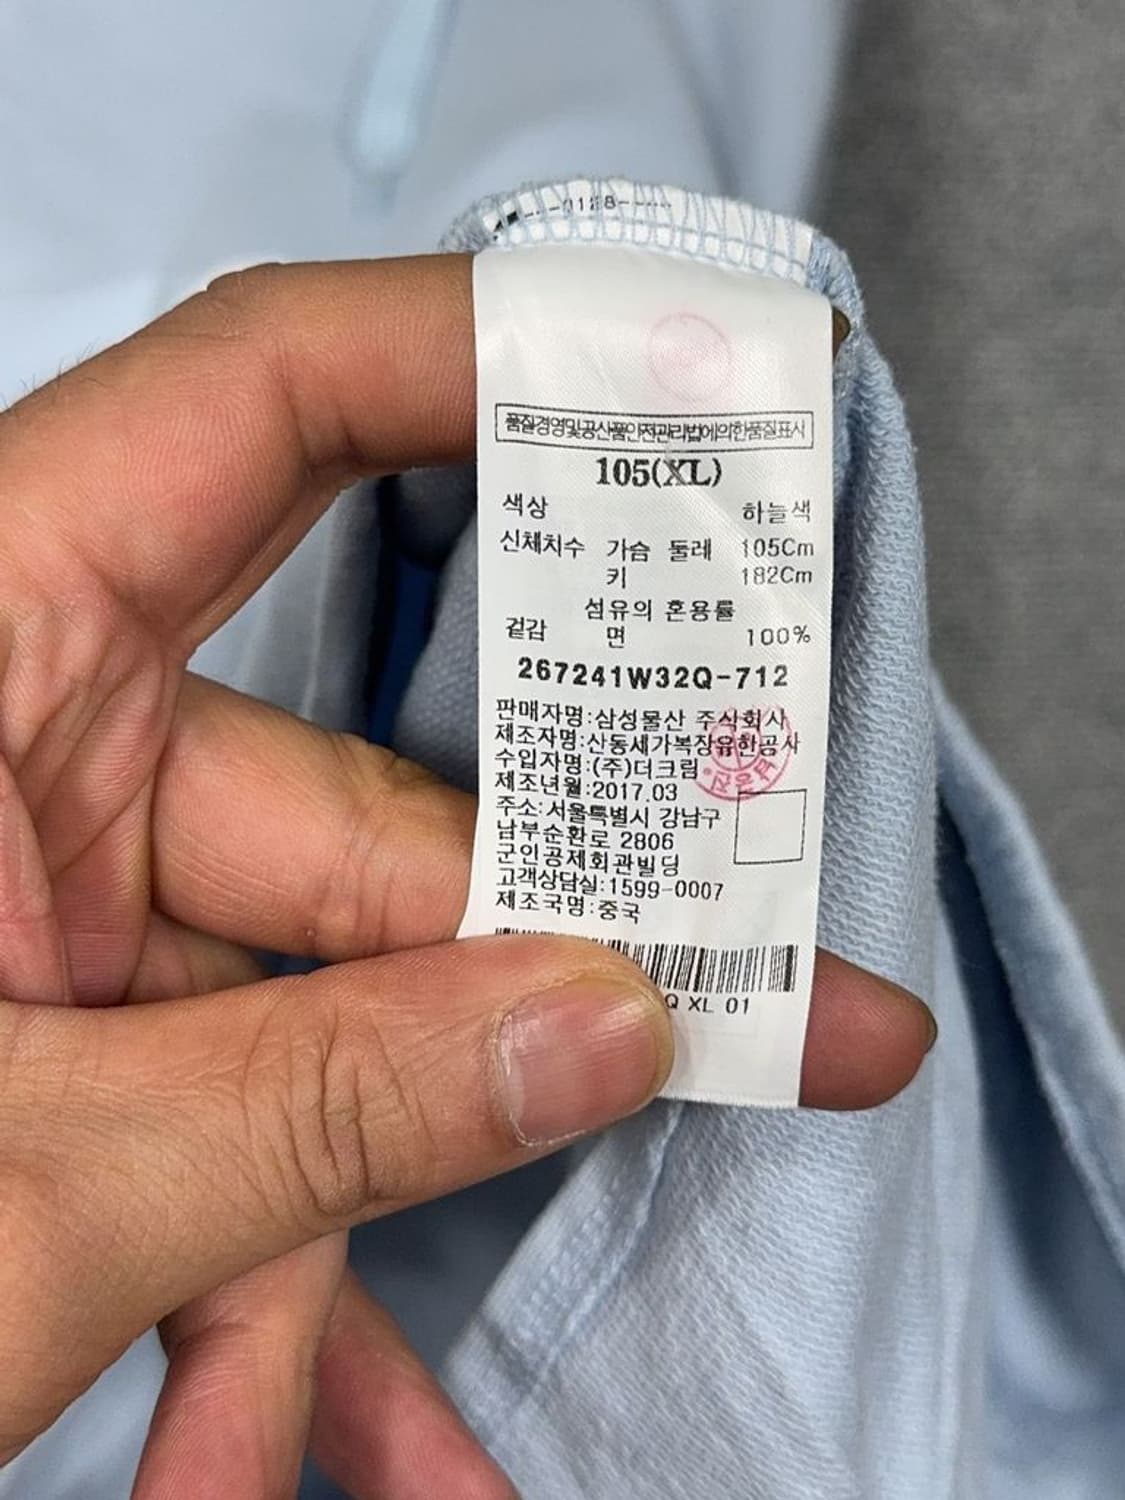 --0188------
품질경영및공산품안전관리법에의한품질표시
105(XL)
색상 하늘색
신체치수 가슴 둘레 105Cm
키 182Cm
섬유의 혼용률
겉감 면 100%
267241W32Q-712
판매자명:삼성물산 주식회사
제조자명:산동세가복장유한공사
수입자명:(주)더크림
제조년월:2017.03
주소:서울특별시 강남구
남부순환로 2806
군인공제회관빌딩
고객상담실:1599-0007
제조국명:중국
Q XL 01